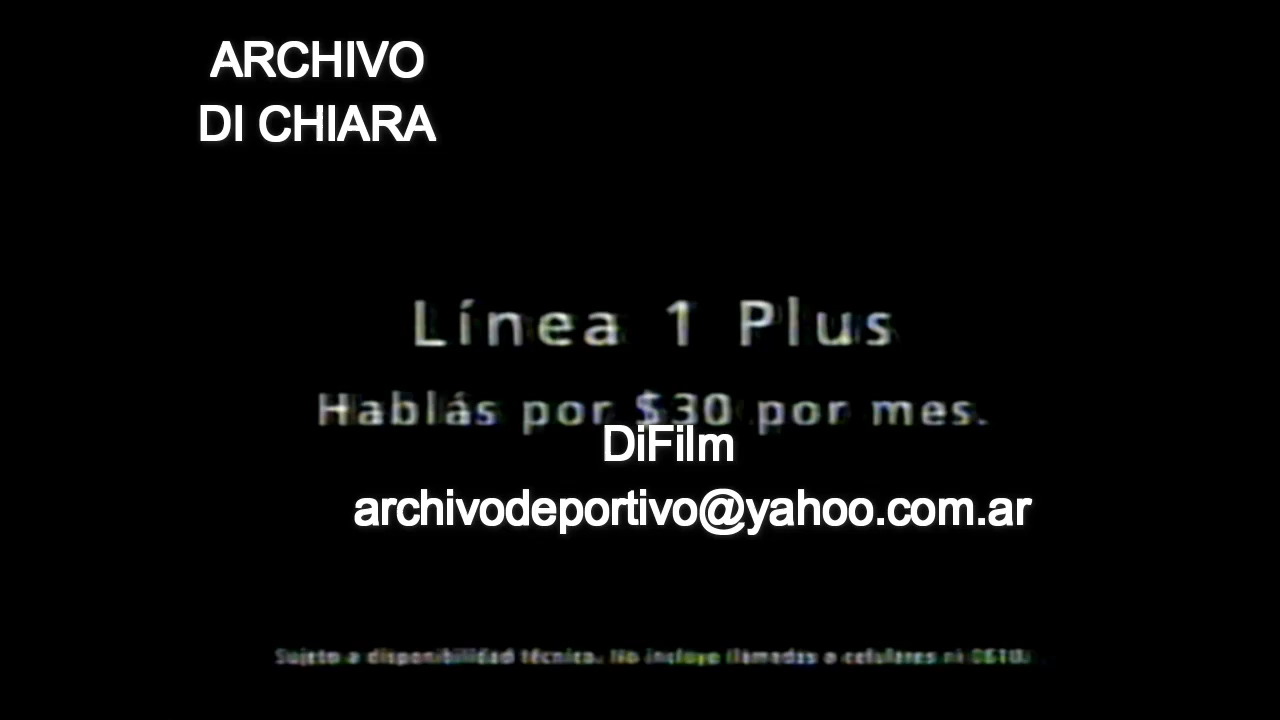 ARCHIVO
DI CHIARA
Línea 1 Plus
Hablás por $30 por mes.
DiFilm
archivodeportivo@yahoo.com.ar
Sujeto a disponibilidad técnica. No incluye llamadas a celulares ni 0610.